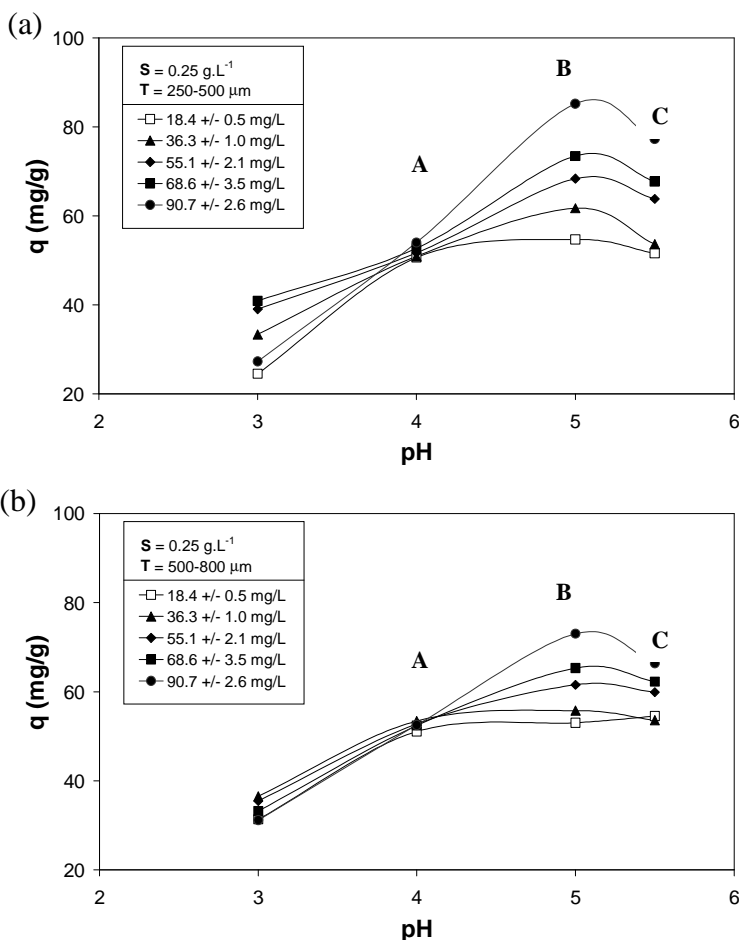 (a)
100
80
60
40
20
q (mg/g)
S = 0.25 g.L-1
T = 250-500 μm
18.4 +/- 0.5 mg/L
36.3 +/- 1.0 mg/L
55.1 +/- 2.1 mg/L
68.6 +/- 3.5 mg/L
90.7 +/- 2.6 mg/L
A
B
C
2 3 4 5 6
pH
(b)
100
80
60
40
20
q (mg/g)
S = 0.25 g.L-1
T = 500-800 μm
18.4 +/- 0.5 mg/L
36.3 +/- 1.0 mg/L
55.1 +/- 2.1 mg/L
68.6 +/- 3.5 mg/L
90.7 +/- 2.6 mg/L
A
B
C
2 3 4 5 6
pH